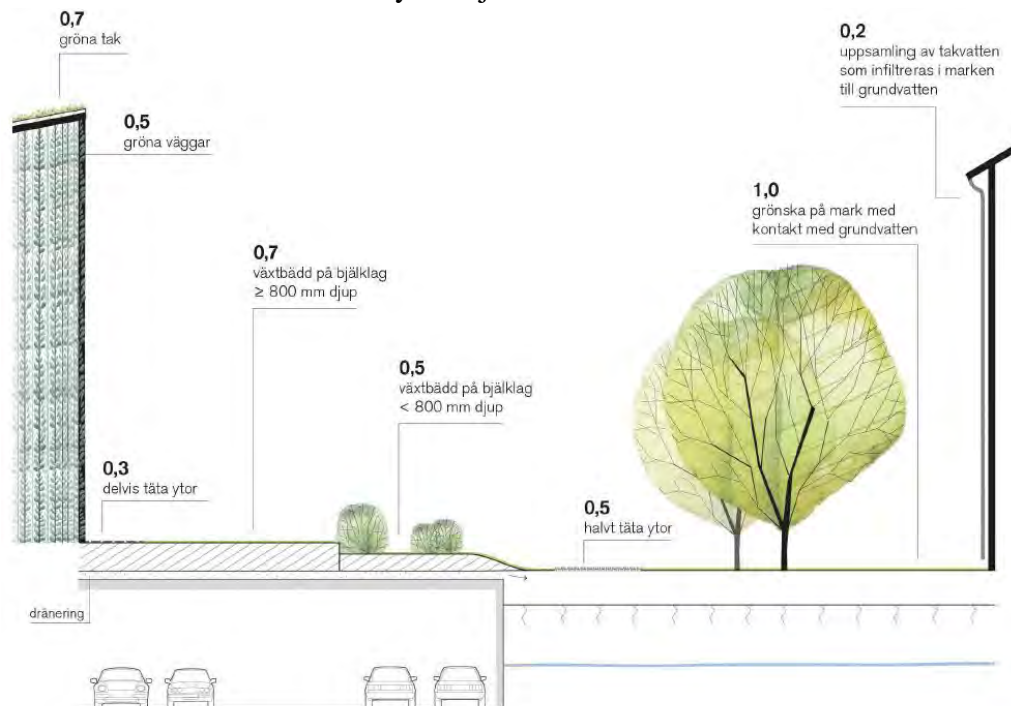 0,7
gröna tak
0,2
uppsamling av takvatten
som infiltreras i marken
till grundvatten
0,5
gröna väggar
1,0
grönska på mark med
kontakt med grundvatten
0,7
växtbädd på bjälklag
≥ 800 mm djup
0,5
växtbädd på bjälklag
< 800 mm djup
0,3
delvis täta ytor
0,5
halvt täta ytor
dränering